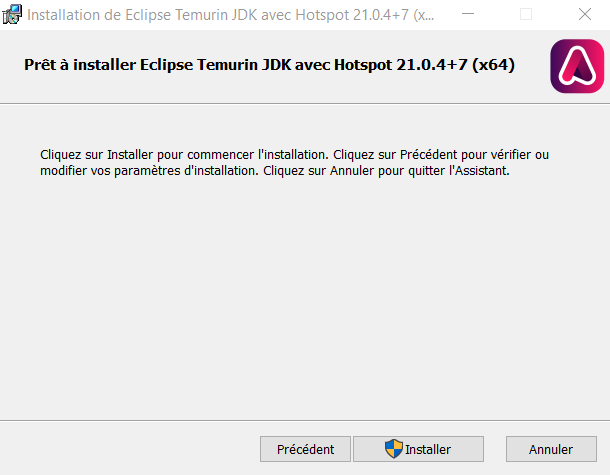 Installation de Eclipse Temurin JDK avec Hotspot 21.0.4+7 (x...
Prêt à installer Eclipse Temurin JDK avec Hotspot 21.0.4+7 (x64)
Cliquez sur Installer pour commencer l'installation. Cliquez sur Précédent pour vérifier ou
modifier vos paramètres d'installation. Cliquez sur Annuler pour quitter l'Assistant.
Précédent
Installer
Annuler